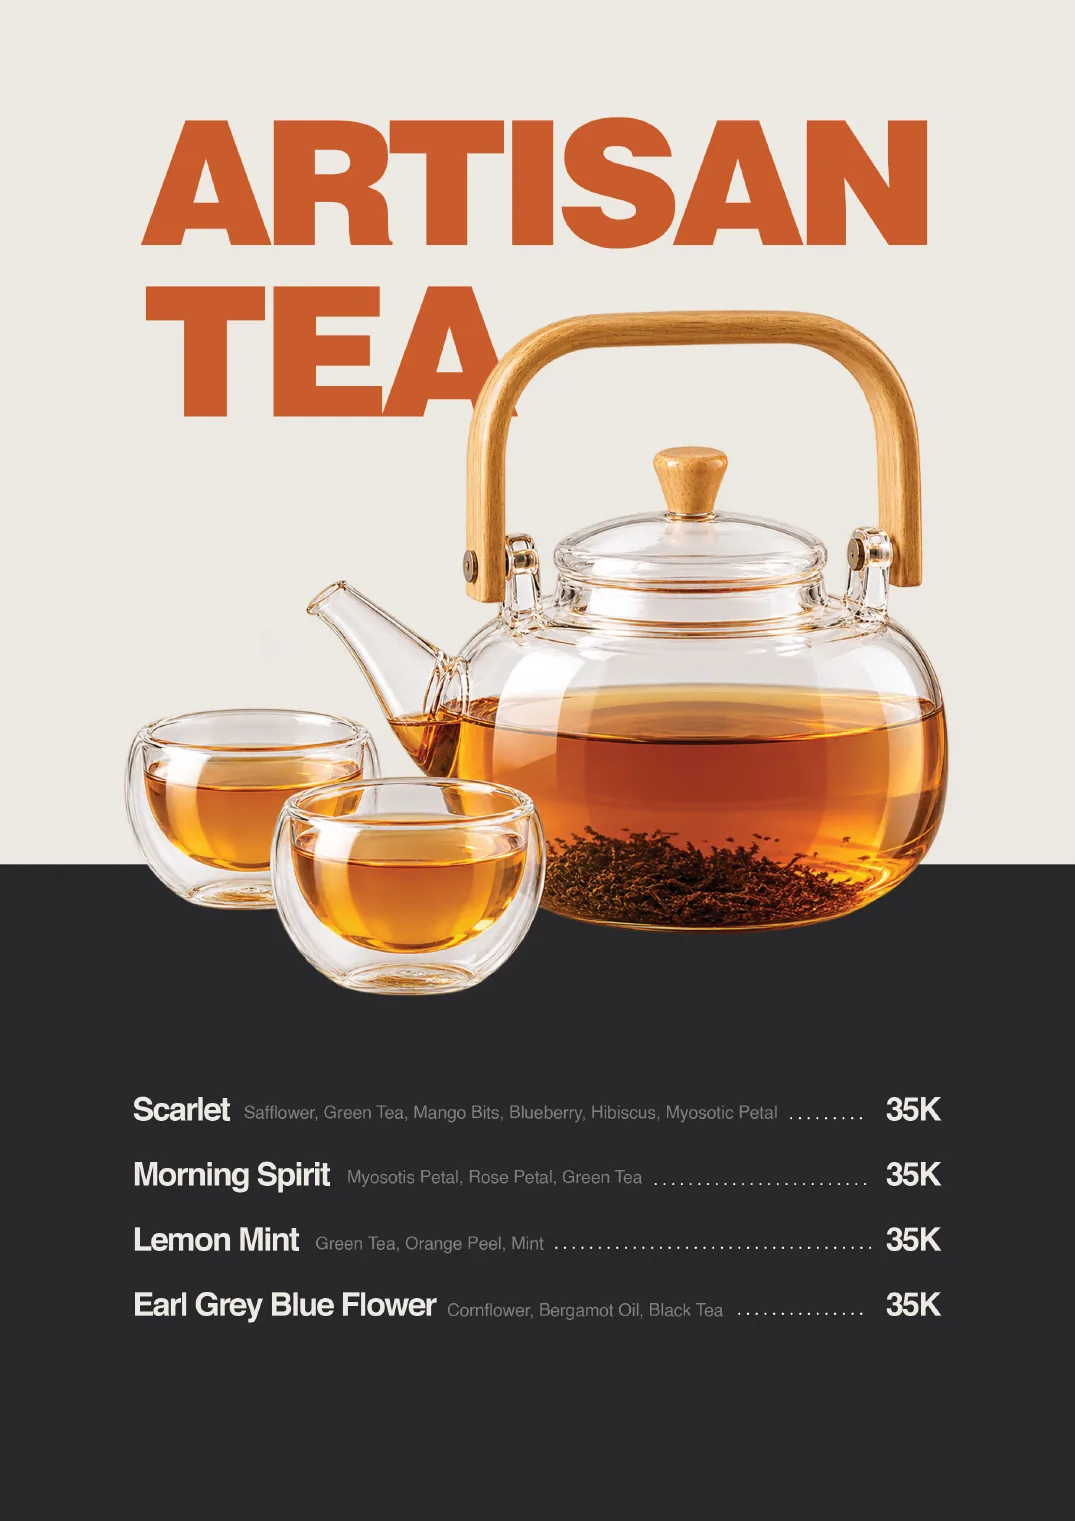 ARTISAN
TEA
Scarlet Safflower, Green Tea, Mango Bits, Blueberry, Hibiscus, Myosotic Petal ......... 35K
Morning Spirit Myosotis Petal, Rose Petal, Green Tea ........................ 35K
Lemon Mint Green Tea, Orange Peel, Mint .................................... 35K
Earl Grey Blue Flower Cornflower, Bergamot Oil, Black Tea ............... 35K